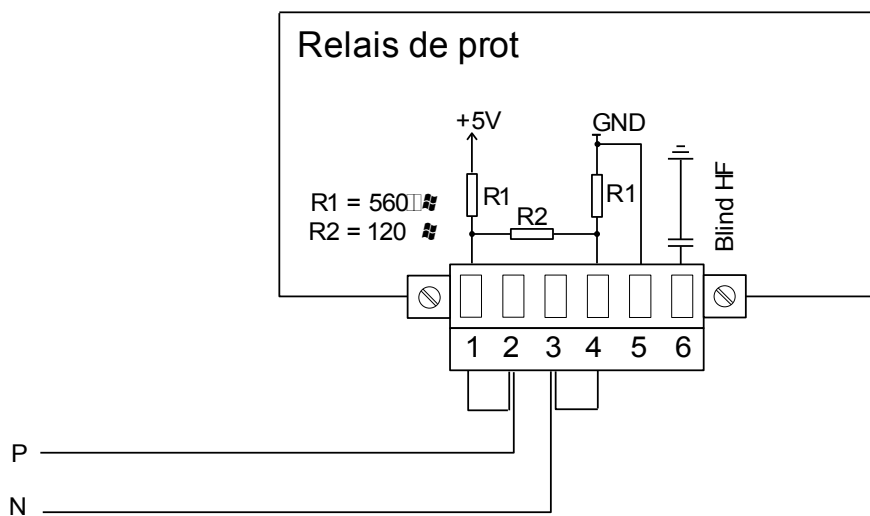 Relais de prot
+5V
GND
R1
R1
R2
R1 = 560
R2 = 120
Blind HF
1 2 3 4 5 6
P
N